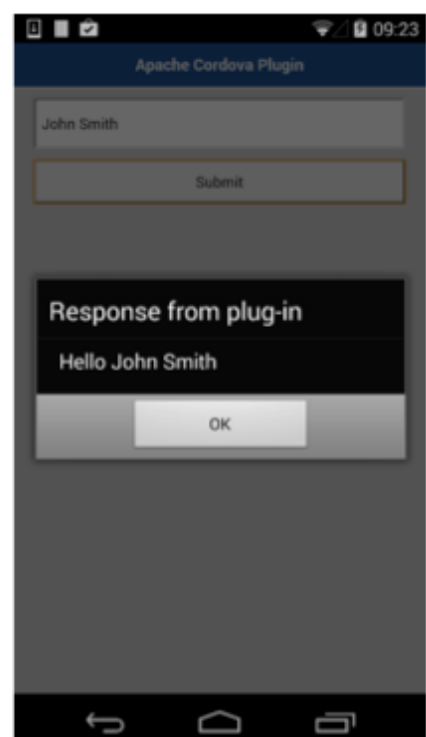 09:23
Apache Cordova Plugin
John Smith
Submit
Response from plug-in
Hello John Smith
OK